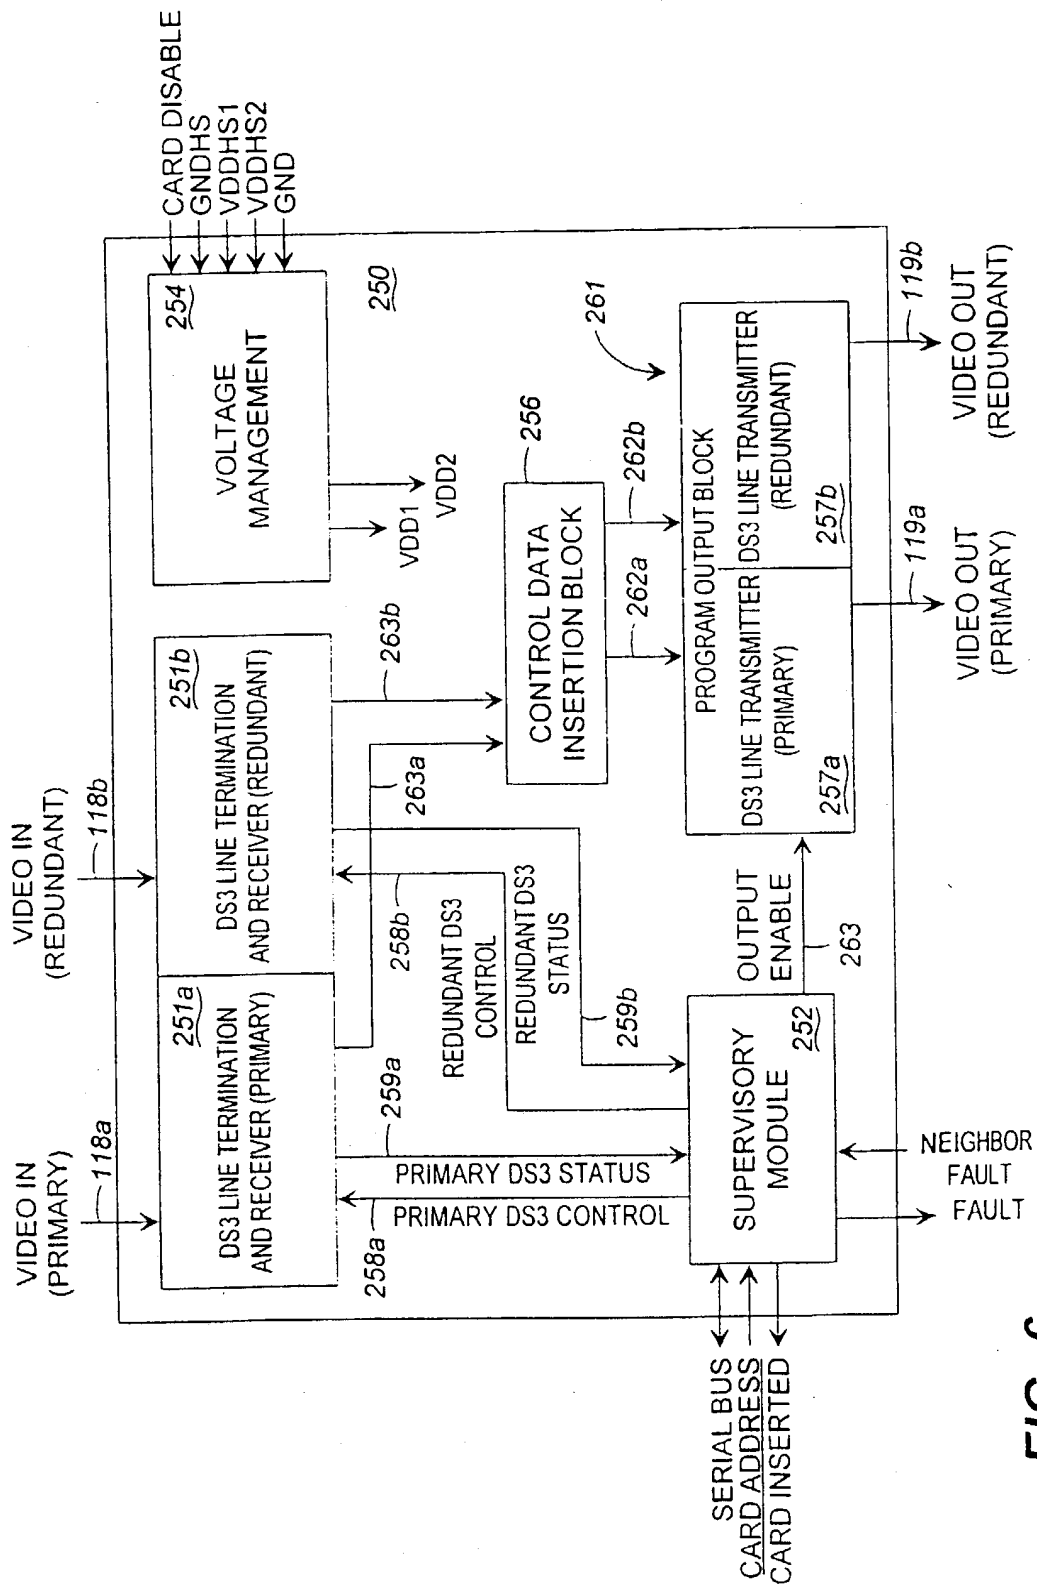 VIDEO IN
(PRIMARY)
118a
VIDEO IN
(REDUNDANT)
118b
DS3 LINE TERMINATION
AND RECEIVER (PRIMARY)
251a
DS3 LINE TERMINATION
AND RECEIVER (REDUNDANT)
251b
VOLTAGE
MANAGEMENT
254
CARD DISABLE
GNDHS
VDDHS1
VDDHS2
GND
VDD1
VDD2
250
263a
263b
258a
PRIMARY DS3 CONTROL
PRIMARY DS3 STATUS
259a
258b
REDUNDANT DS3
CONTROL
REDUNDANT DS3
STATUS
259b
CONTROL DATA
INSERTION BLOCK
256
262a
262b
261
PROGRAM OUTPUT BLOCK
DS3 LINE TRANSMITTER
(PRIMARY)
257a
DS3 LINE TRANSMITTER
(REDUNDANT)
257b
SUPERVISORY
MODULE
252
OUTPUT
ENABLE
263
SERIAL BUS
CARD ADDRESS
CARD INSERTED
NEIGHBOR
FAULT
FAULT
119a
VIDEO OUT
(PRIMARY)
119b
VIDEO OUT
(REDUNDANT)